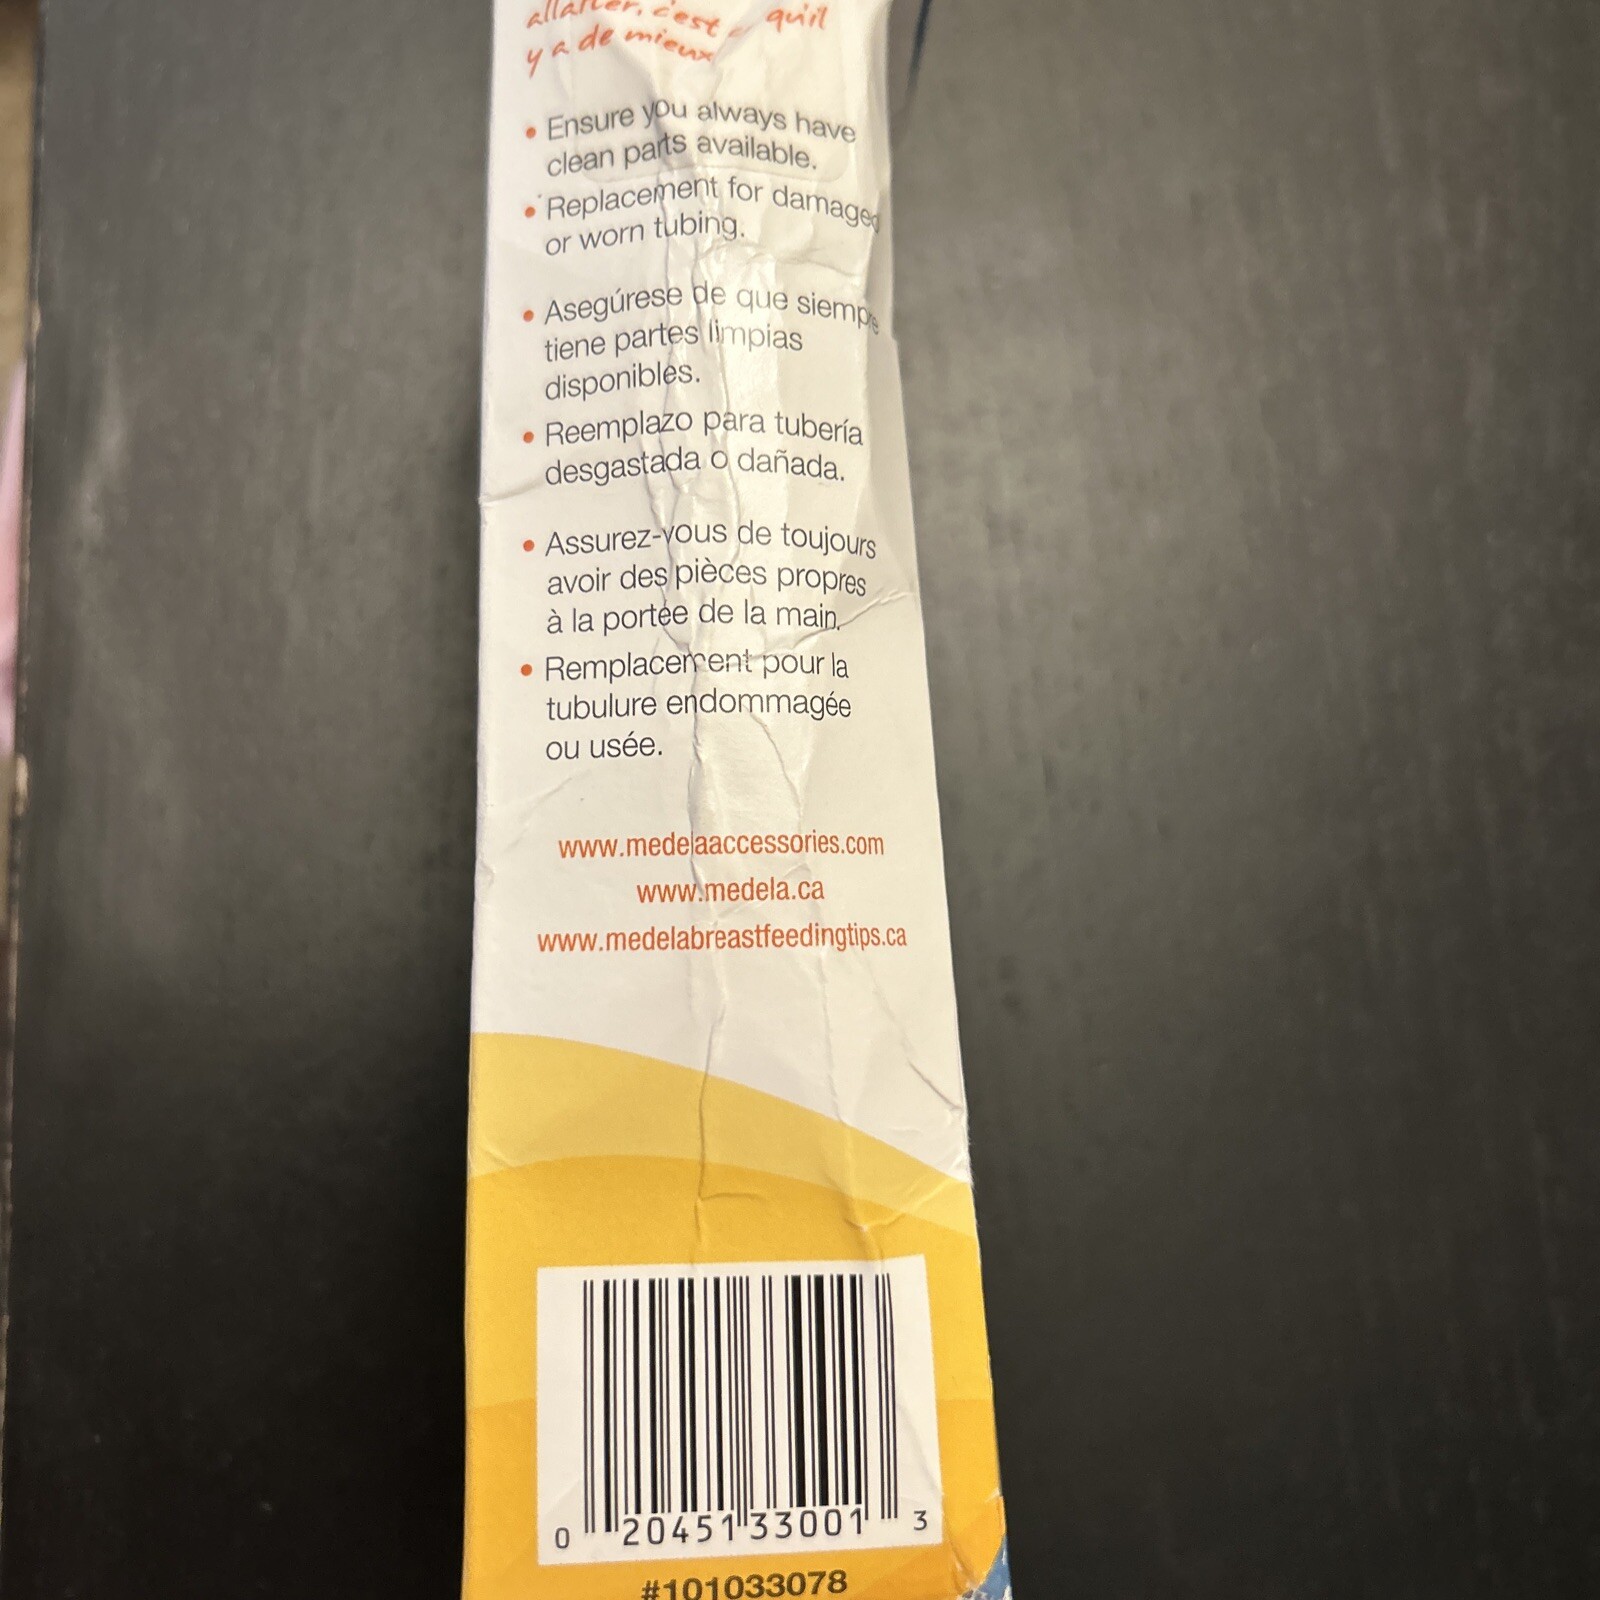 allaiter, c'est ce qu'il
y a de mieux
• Ensure you always have
clean parts available.
• Replacement for damaged
or worn tubing.
• Asegúrese de que siempre
tiene partes limpias
disponibles.
• Reemplazo para tubería
desgastada o dañada.
• Assurez-vous de toujours
avoir des pièces propres
à la portée de la main.
• Remplacement pour la
tubulure endommagée
ou usée.
www.medelaaccessories.com
www.medela.ca
www.medelabreastfeedingtips.ca
0 20451 33001 3
#101033078